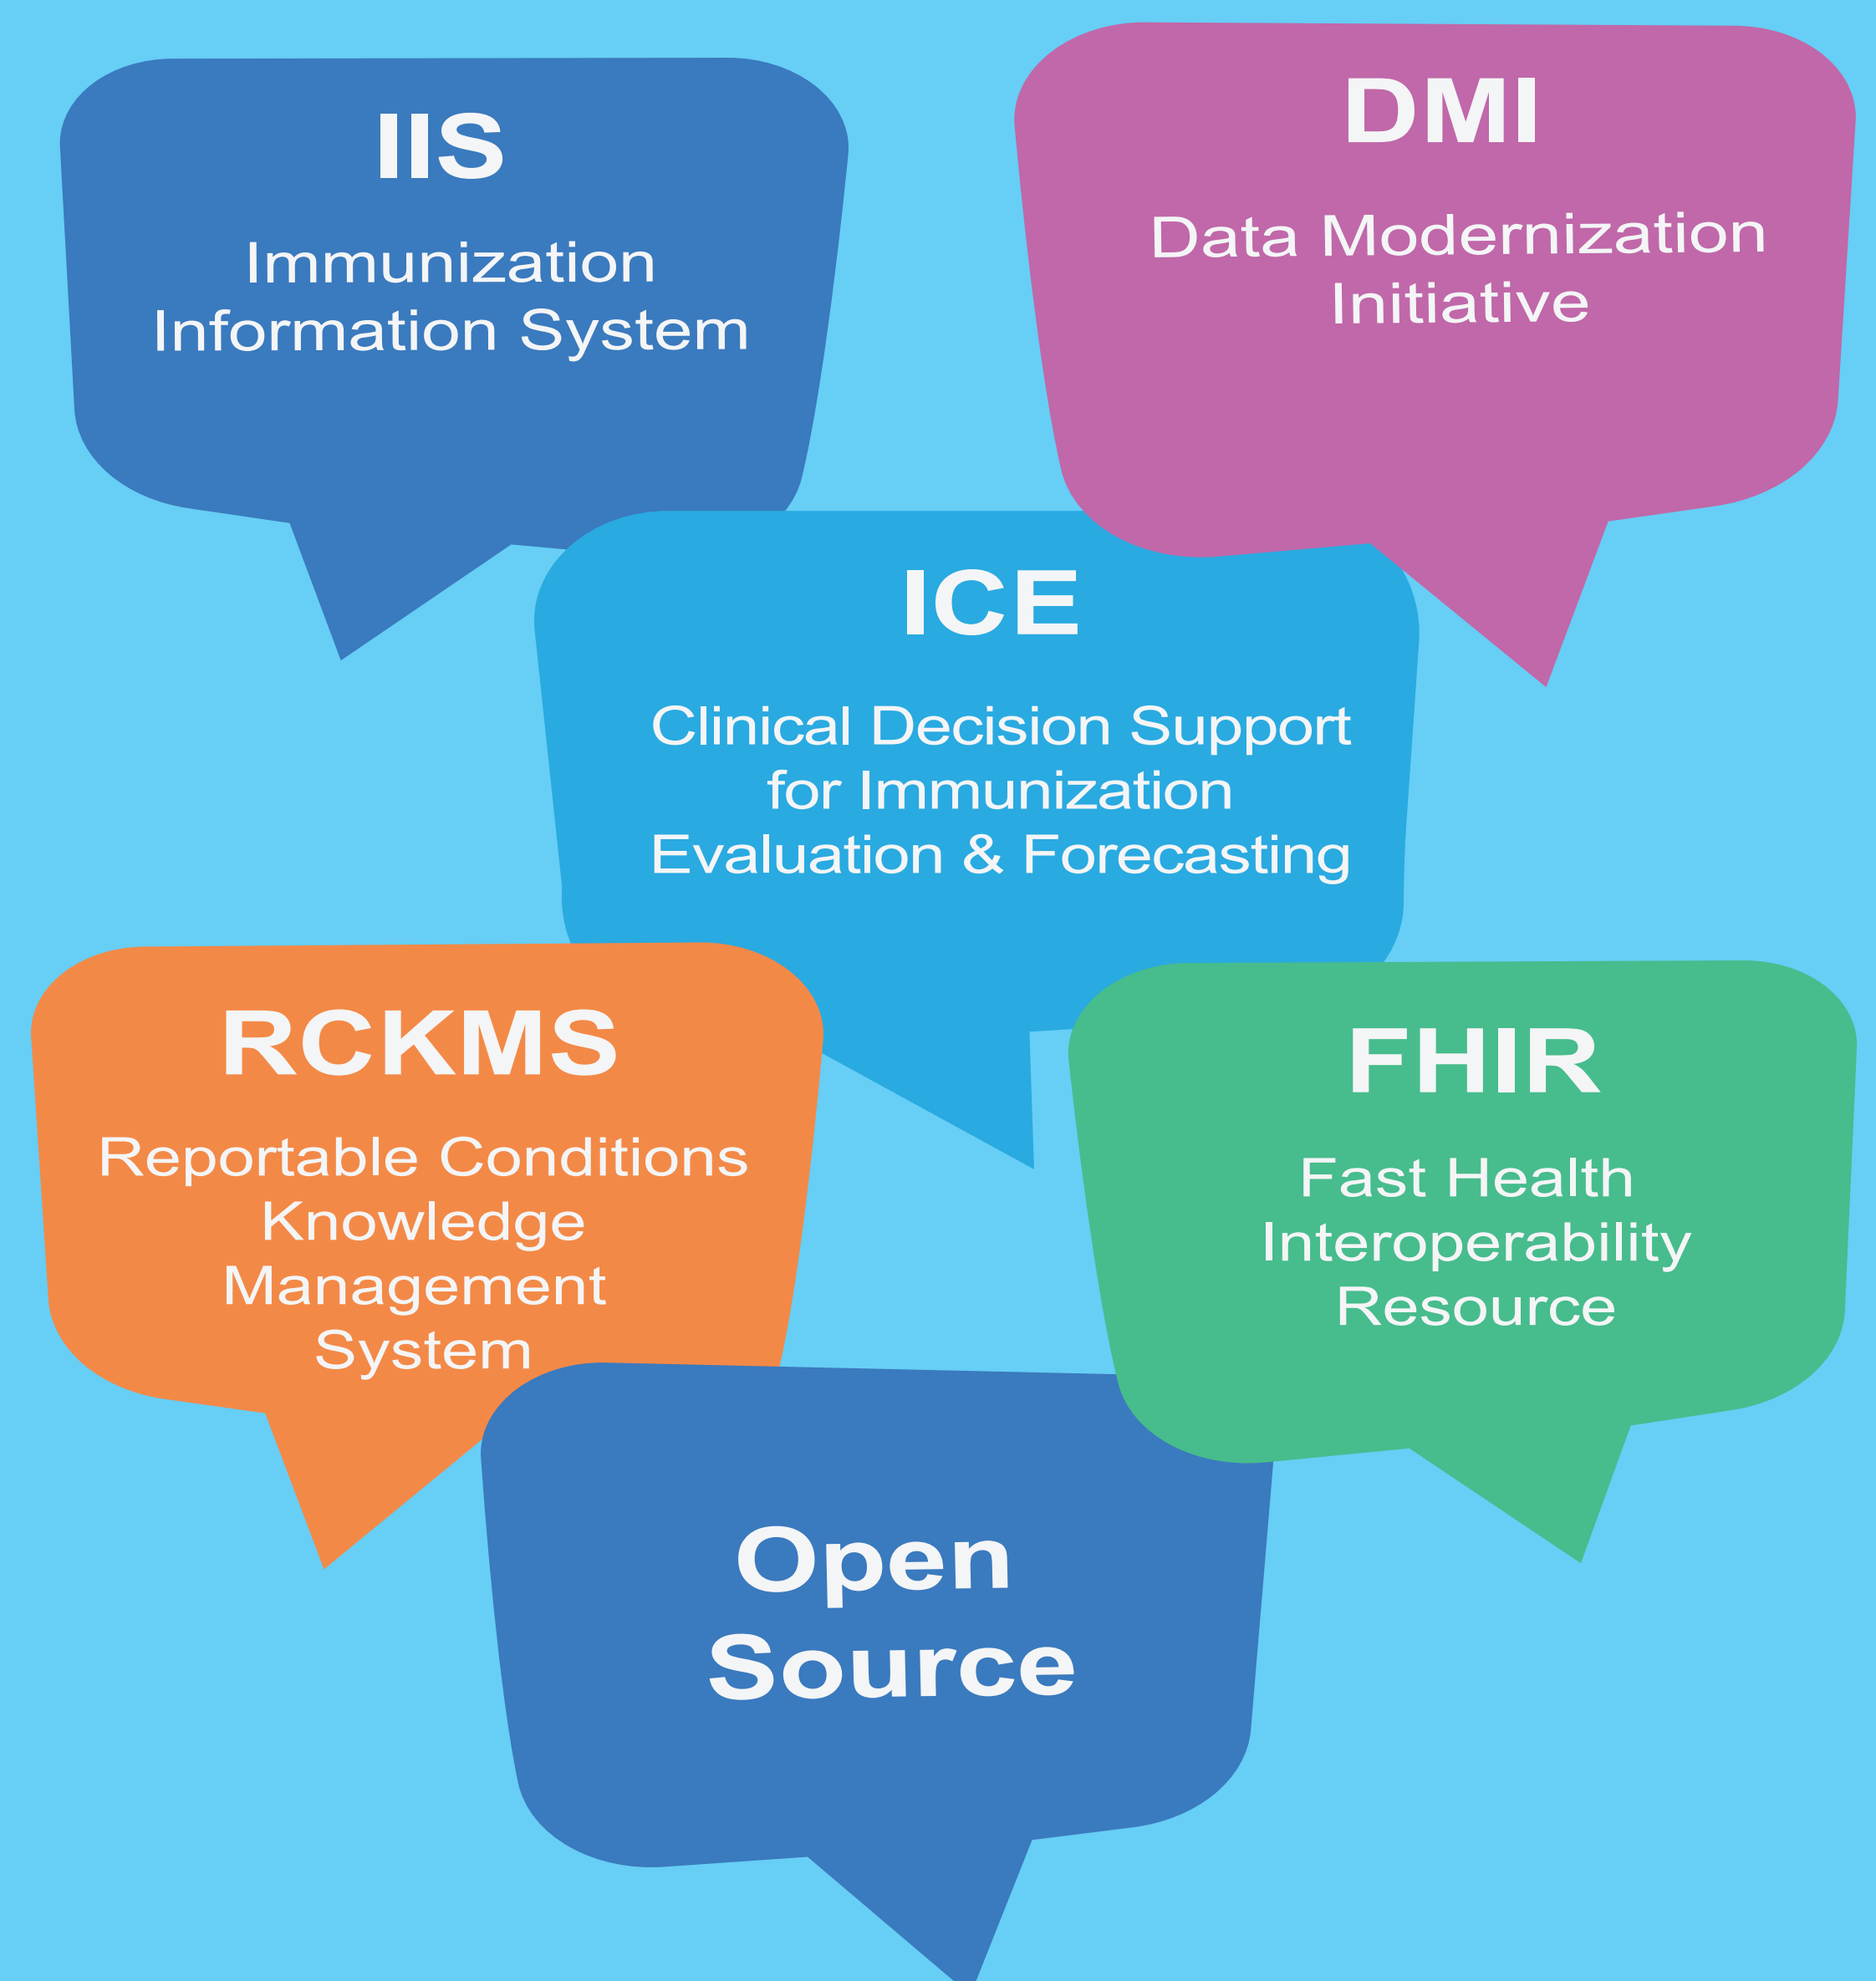 IIS
Immunization
Information System
DMI
Data Modernization
Initiative
ICE
Clinical Decision Support
for Immunization
Evaluation & Forecasting
RCKMS
Reportable Conditions
Knowledge
Management
System
FHIR
Fast Health
Interoperability
Resource
Open
Source